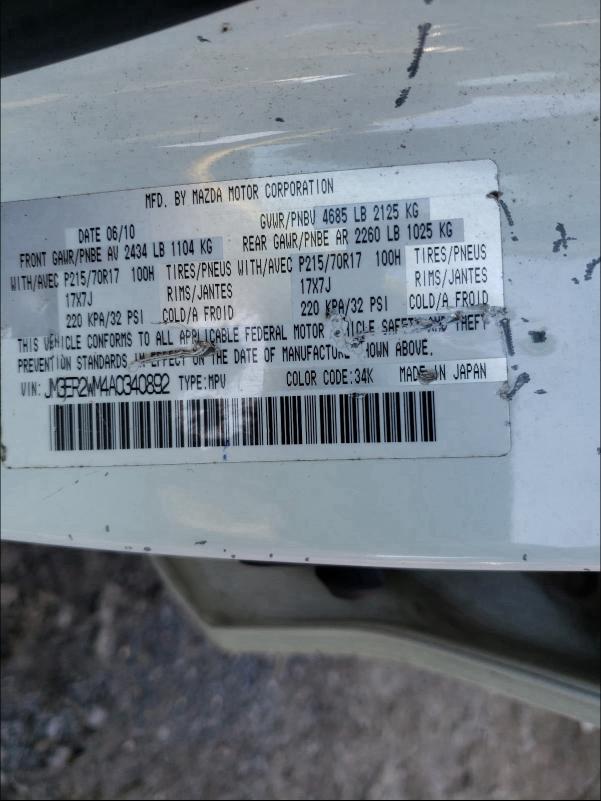 MFD. BY MAZDA MOTOR CORPORATION
DATE 06/10 GVWR/PNBV 4685 LB 2125 KG
FRONT GAWR/PNBE AV 2434 LB 1104 KG REAR GAWR/PNBE AR 2260 LB 1025 KG
WITH/AVEC P215/70R17 100H TIRES/PNEUS WITH/AVEC P215/70R17 100H TIRES/PNEUS
17X7J RIMS/JANTES 17X7J RIMS/JANTES
220 KPA/32 PSI COLD/A FROID 220 KPA/32 PSI COLD/A FROID
THIS VEHICLE CONFORMS TO ALL APPLICABLE FEDERAL MOTOR VEHICLE SAFETY AND THEFT
PREVENTION STANDARDS IN EFFECT ON THE DATE OF MANUFACTURE SHOWN ABOVE.
VIN: JM3ER2WM4A0340892 TYPE:MPV COLOR CODE:34K MADE IN JAPAN